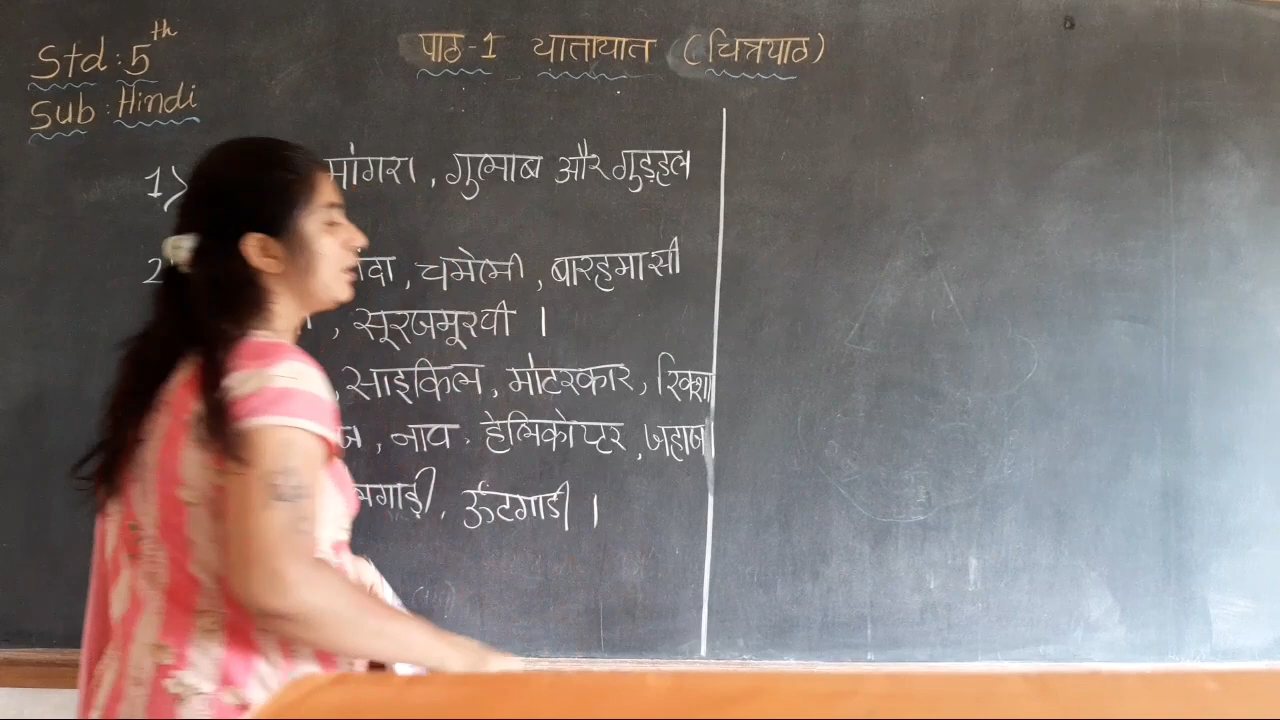 Std : 5th
Sub : Hindi
पाठ-1 यातायात (चित्रपाठ)
1) मांगरा, गुलाब और गुड़हल
2 चमेली, बारहमासी
, सूरजमूखी ।
, साइकिल, मोटरकार, रिक्शा
, नाव, हेलिकोप्टर, जहाज
गाड़ी, ऊँटगाडी ।